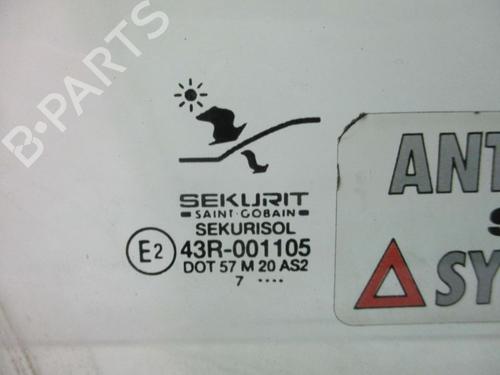 B-PARTS
SEKURIT
SAINT-GOBAIN
SEKURISOL
E2 43R-001105
DOT 57 M 20 AS2
7 ....
ANT
SY